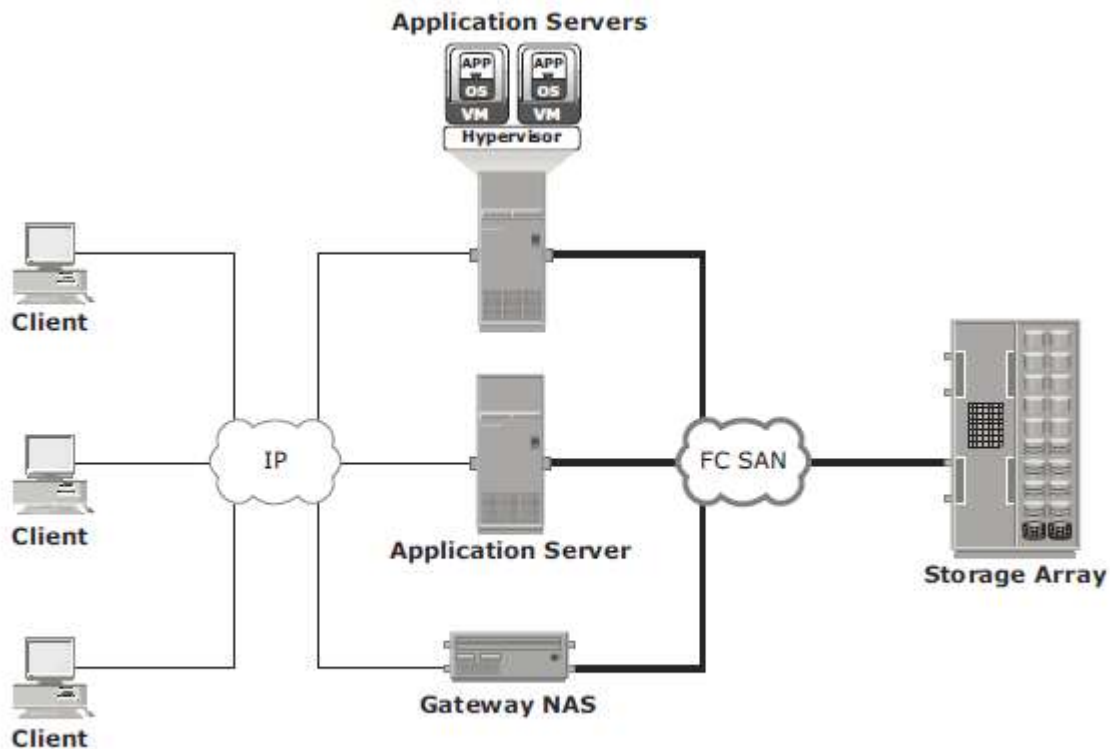 Application Servers
APP
OS
VM
APP
OS
VM
Hypervisor
Client
Client
Client
IP
Application Server
Gateway NAS
FC SAN
Storage Array